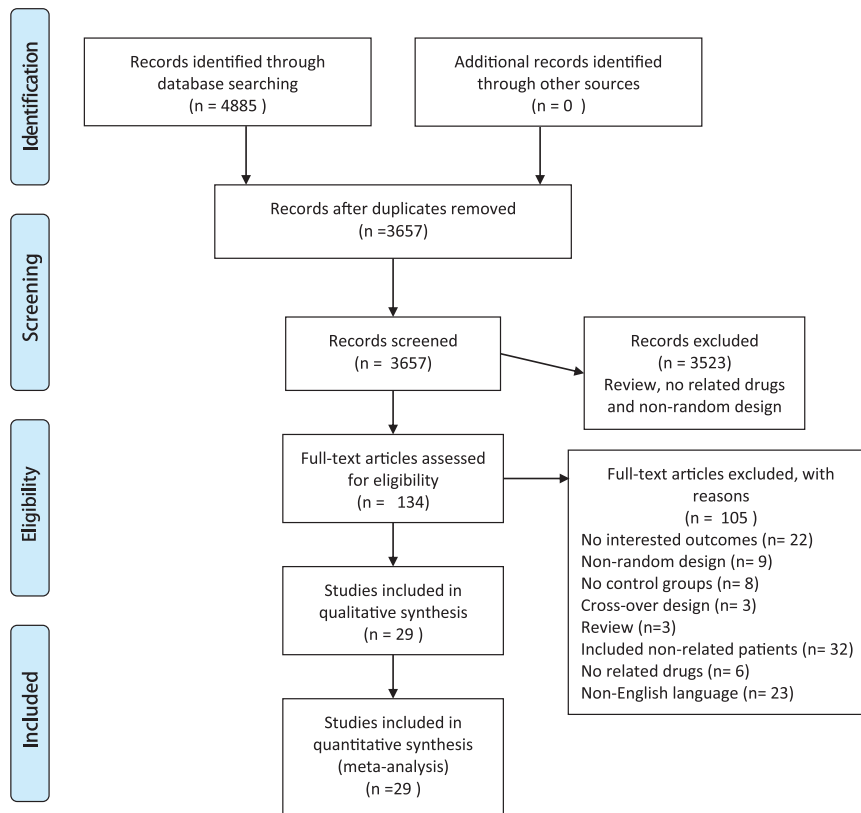 Identification
Records identified through
database searching
(n = 4885 )
Additional records identified
through other sources
(n = 0 )
Records after duplicates removed
(n =3657)
Screening
Records screened
(n = 3657)
Records excluded
(n = 3523)
Review, no related drugs
and non-random design
Eligibility
Full-text articles assessed
for eligibility
(n = 134)
Full-text articles excluded, with
reasons
(n = 105 )
No interested outcomes (n= 22)
Non-random design (n= 9)
No control groups (n= 8)
Cross-over design (n= 3)
Review (n=3)
Included non-related patients (n= 32)
No related drugs (n= 6)
Non-English language (n= 23)
Studies included in
qualitative synthesis
(n = 29 )
Included
Studies included in
quantitative synthesis
(meta-analysis)
(n =29 )